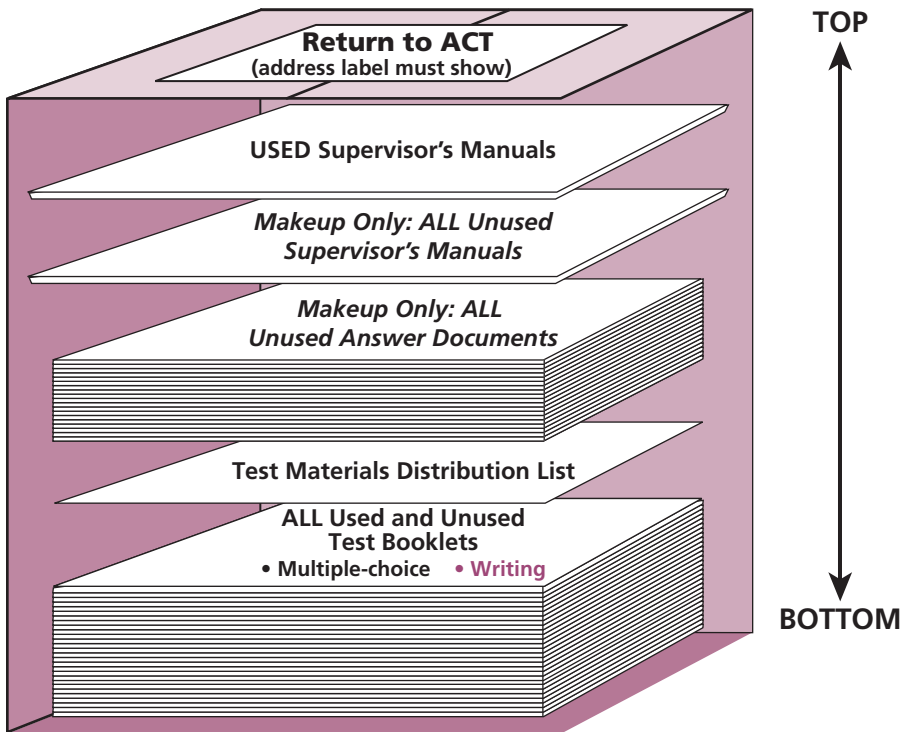 TOP
Return to ACT
(address label must show)
USED Supervisor's Manuals
Makeup Only: ALL Unused
Supervisor's Manuals
Makeup Only: ALL
Unused Answer Documents
Test Materials Distribution List
ALL Used and Unused
Test Booklets
• Multiple-choice • Writing
BOTTOM